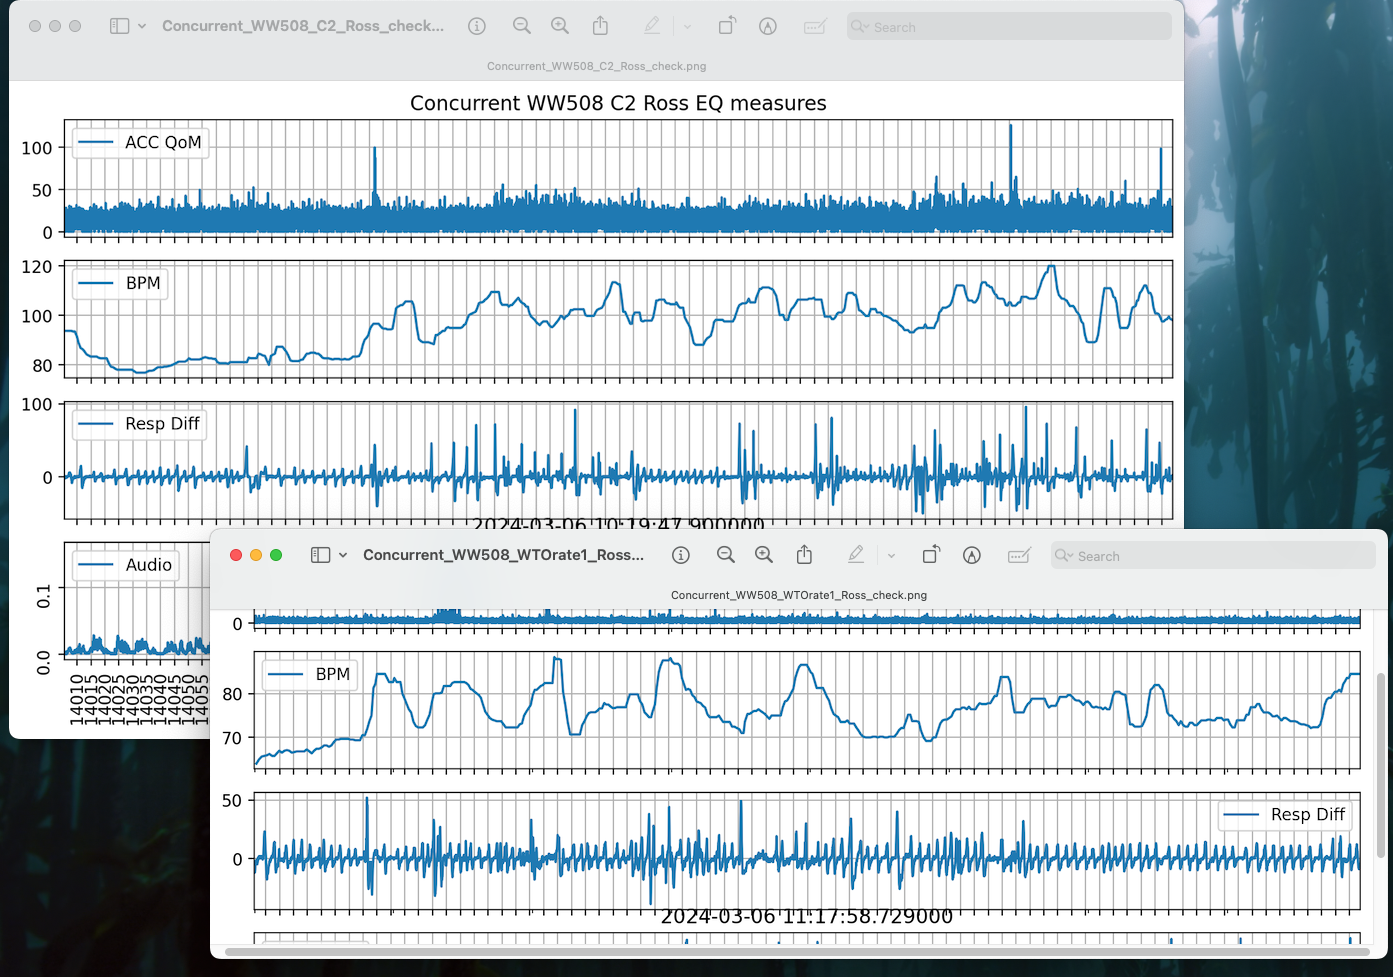 Concurrent_WW508_C2_Ross_check...
Search
Concurrent_WW508_C2_Ross_check.png
Concurrent WW508 C2 Ross EQ measures
ACC QoM
100
50
0
BPM
120
100
80
Resp Diff
100
0
2024-03-06 10:19:47.900000
Audio
0.1
0.0
14010
14015
14020
14025
14030
14035
14040
14045
14050
14055
Concurrent_WW508_WTOrate1_Ross...
Search
Concurrent_WW508_WTOrate1_Ross_check.png
0
BPM
80
70
50
Resp Diff
0
2024-03-06 11:17:58.729000